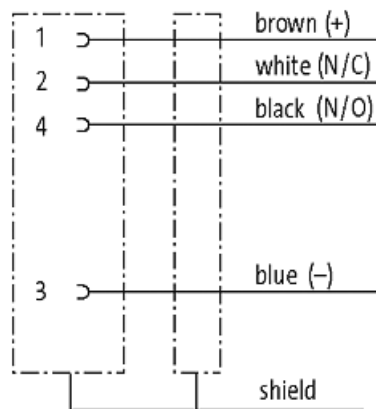 1 brown (+)
2 white (N/C)
4 black (N/O)
3 blue (–)
shield